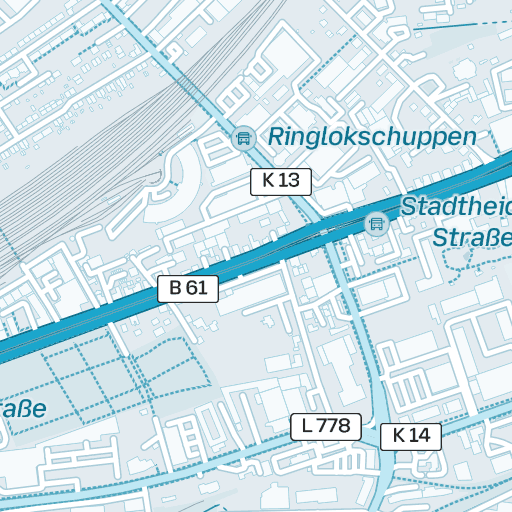 Ringlokschuppen
K 13
Stadtheid
Straße
B 61
raße
L 778
K 14